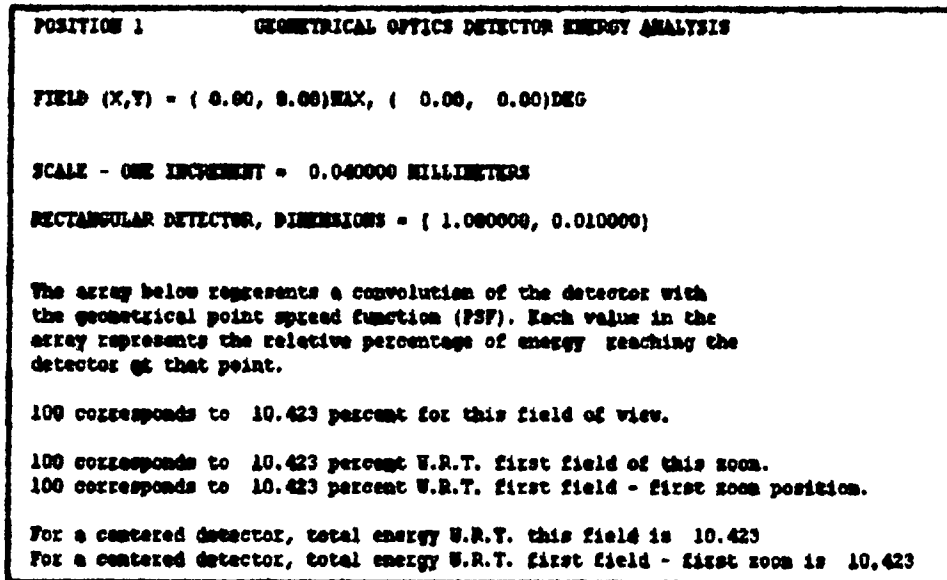 POSITION 1 GEOMETRICAL OPTICS DETECTOR ENERGY ANALYSIS
FIELD (X,Y) = ( 0.00, 0.00)MAX, ( 0.00, 0.00)DEG
SCALE - ONE INCREMENT = 0.040000 MILLIMETERS
RECTANGULAR DETECTOR, DIMENSIONS = ( 1.000000, 0.010000)
The array below represents a convolution of the detector with
the geometrical point spread function (PSF). Each value in the
array represents the relative percentage of energy reaching the
detector at that point.
100 corresponds to 10.423 percent for this field of view.
100 corresponds to 10.423 percent W.R.T. first field of this zoom.
100 corresponds to 10.423 percent W.R.T. first field - first zoom position.
For a centered detector, total energy W.R.T. this field is 10.423
For a centered detector, total energy W.R.T. first field - first zoom is 10.423